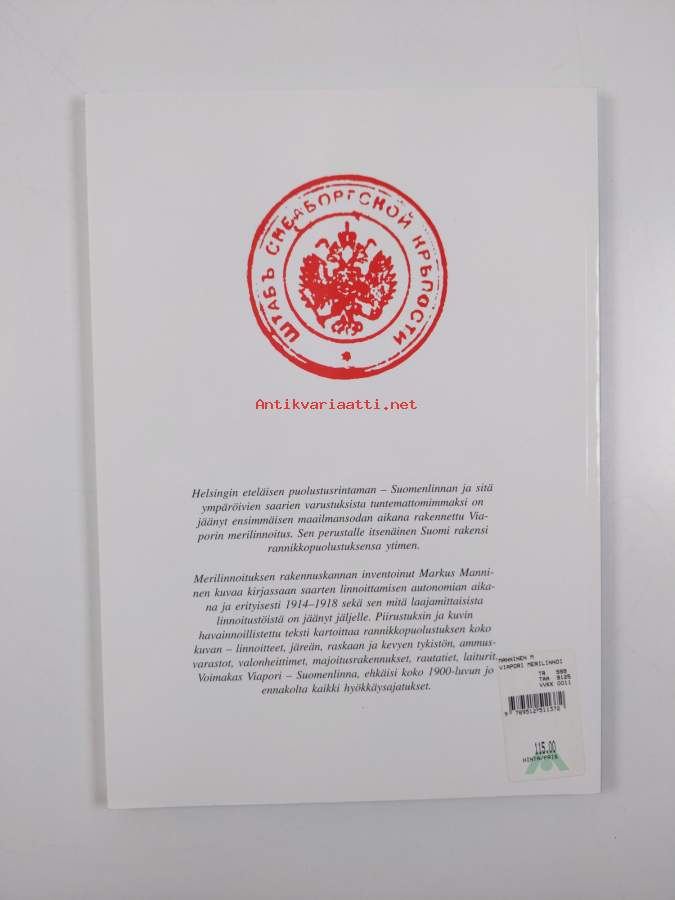 ШТАБЪ СВЕАБОРГСКОЙ КРѢПОСТИ
Antikvariaatti.net
Helsingin eteläisen puolustusrintaman – Suomenlinnan ja sitä
ympäröivien saarien varustuksista tuntemattomimmaksi on
jäänyt ensimmäisen maailmansodan aikana rakennettu Via-
porin merilinnoitus. Sen perustalle itsenäinen Suomi rakensi
rannikkopuolustuksensa ytimen.
Merilinnoituksen rakennuskannan inventoinut Markus Manni-
nen kuvaa kirjassaan saarten linnoittamisen autonomian aika-
na ja erityisesti 1914–1918 sekä sen mitä laajamittaisista
linnoitustöistä on jäänyt jäljelle. Piirustuksin ja kuvin
havainnoillistettu teksti kartoittaa rannikkopuolustuksen koko
kuvan – linnoitteet, järeän, raskaan ja kevyen tykistön, ammus-
varastot, valonheittimet, majoitusrakennukset, rautatiet, laiturit.
Voimakas Viapori – Suomenlinna, ehkäisi koko 1900-luvun jo
ennakolta kaikki hyökkäysajatukset.
MANNINEN M
VIAPORI MERILINNOI
TR 580
VVKK 0011
115.00
HINTA/PRIS